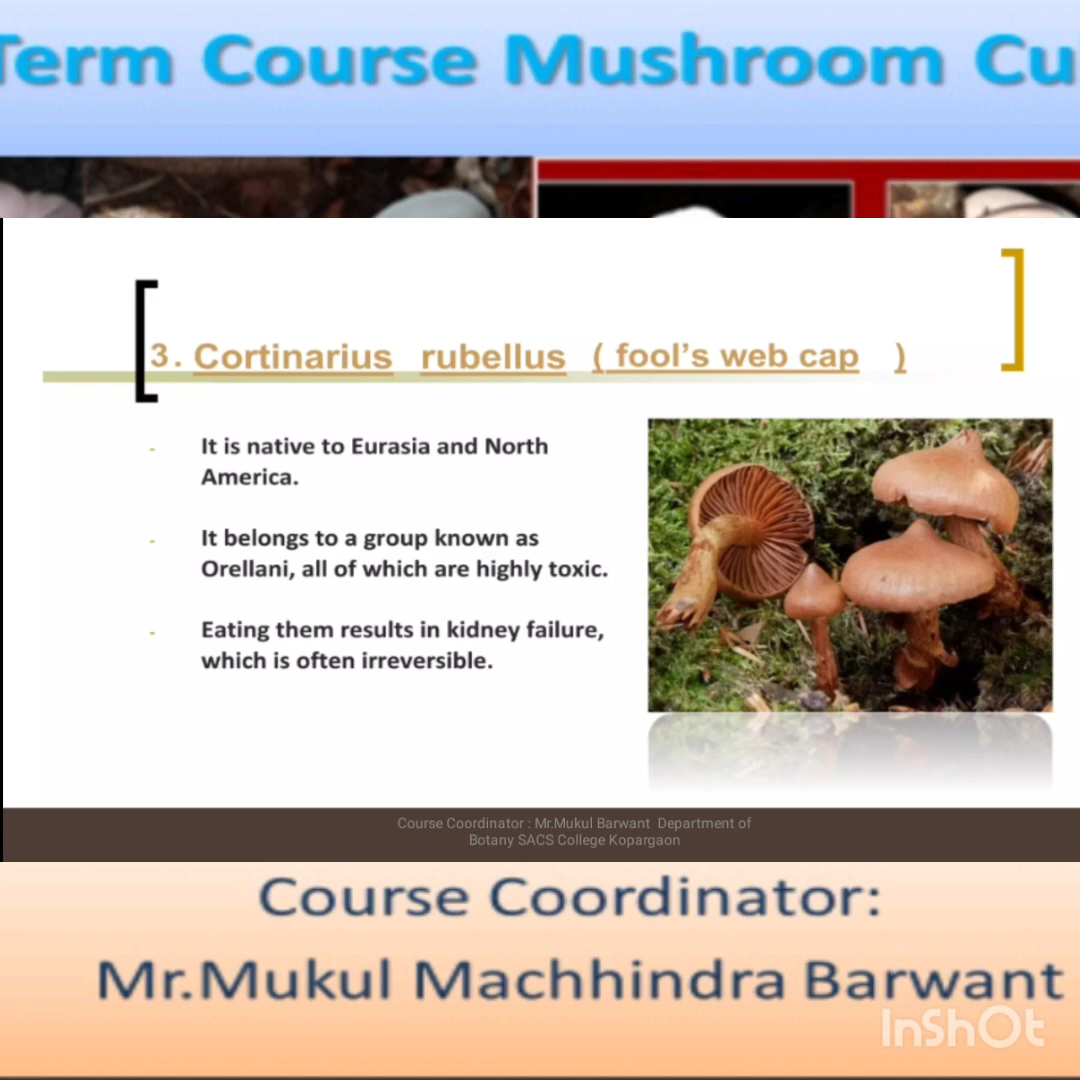 Term Course Mushroom Cu
3. Cortinarius rubellus ( fool's web cap )
- It is native to Eurasia and North
America.
- It belongs to a group known as
Orellani, all of which are highly toxic.
- Eating them results in kidney failure,
which is often irreversible.
Course Coordinator : Mr.Mukul Barwant Department of
Botany SACS College Kopargaon
Course Coordinator:
Mr.Mukul Machhindra Barwant
InShOt